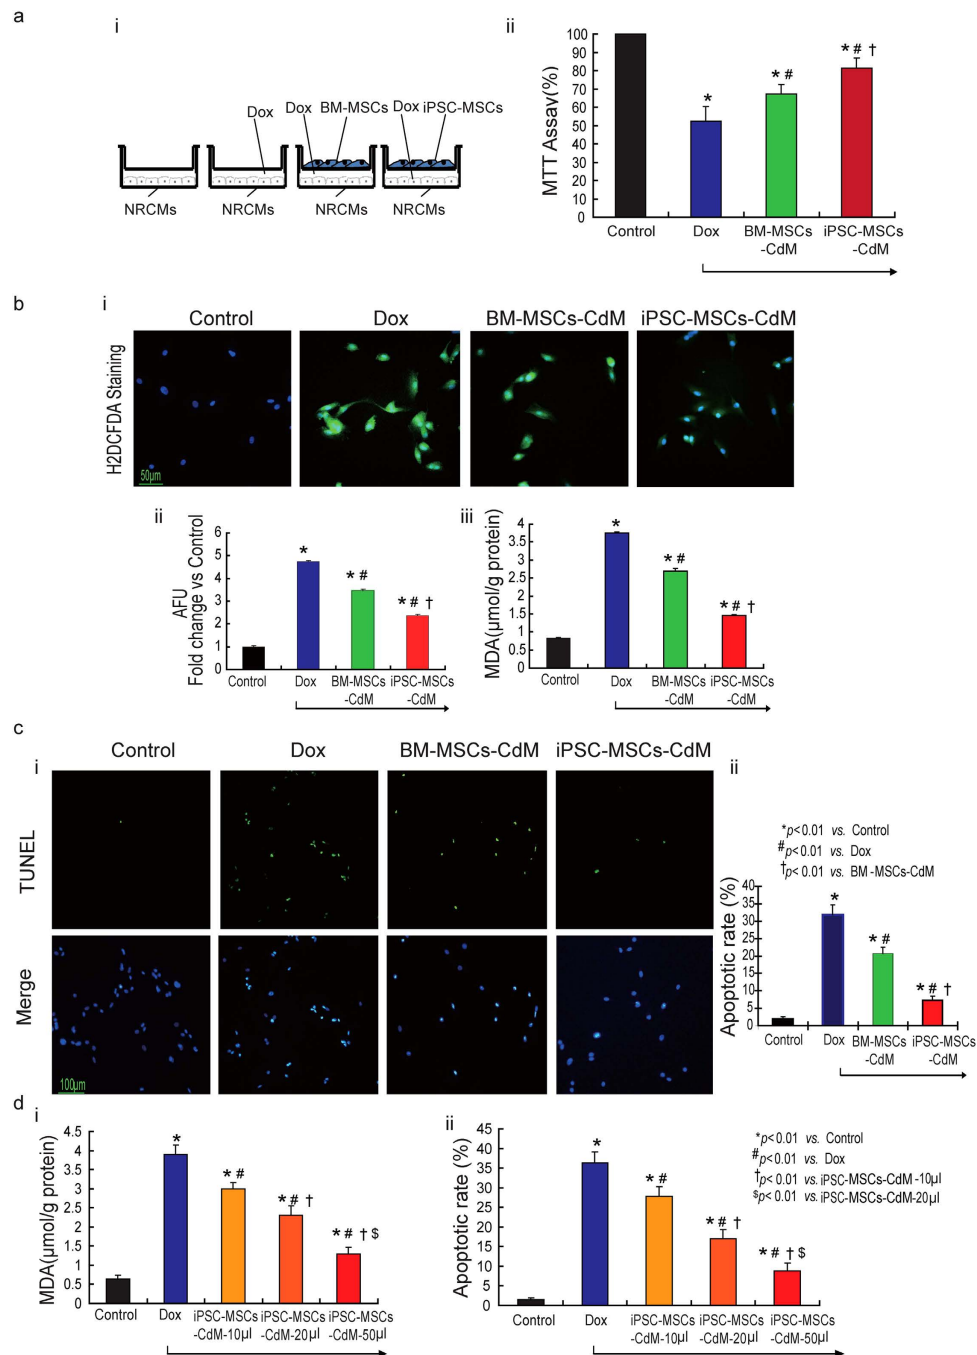 a
i
Dox
Dox BM-MSCs
Dox iPSC-MSCs
NRCMs
NRCMs
NRCMs
NRCMs
ii
MTT Assav(%)
100
90
80
70
60
50
40
30
20
10
0
*
* #
* # †
Control
Dox
BM-MSCs
-CdM
iPSC-MSCs
-CdM
b
i
Control
Dox
BM-MSCs-CdM
iPSC-MSCs-CdM
H2DCFDA Staining
50µm
ii
AFU
Fold change vs Control
6
5
4
3
2
1
0
*
* #
* # †
Control
Dox
BM-MSCs
-CdM
iPSC-MSCs
-CdM
iii
MDA(µmol/g protein)
4
3.5
3
2.5
2
1.5
1
0.5
0
*
* #
* # †
Control
Dox
BM-MSCs
-CdM
iPSC-MSCs
-CdM
c
i
Control
Dox
BM-MSCs-CdM
iPSC-MSCs-CdM
TUNEL
Merge
100µm
ii
*p<0.01 vs. Control
#p<0.01 vs. Dox
†p<0.01 vs. BM-MSCs-CdM
Apoptotic rate (%)
40
35
30
25
20
15
10
5
0
*
* #
* # †
Control
Dox
BM-MSCs
-CdM
iPSC-MSCs
-CdM
d
i
MDA(µmol/g protein)
4.5
4
3.5
3
2.5
2
1.5
1
0.5
0
*
* #
* # †
* # † $
Control
Dox
iPSC-MSCs
-CdM-10µl
iPSC-MSCs
-CdM-20µl
iPSC-MSCs
-CdM-50µl
ii
Apoptotic rate (%)
45
40
35
30
25
20
15
10
5
0
*
* #
* # †
* # † $
*p<0.01 vs. Control
#p<0.01 vs. Dox
†p<0.01 vs. iPSC-MSCs-CdM -10µl
$p<0.01 vs. iPSC-MSCs-CdM-20µl
Control
Dox
iPSC-MSCs
-CdM-10µl
iPSC-MSCs
-CdM-20µl
iPSC-MSCs
-CdM-50µl